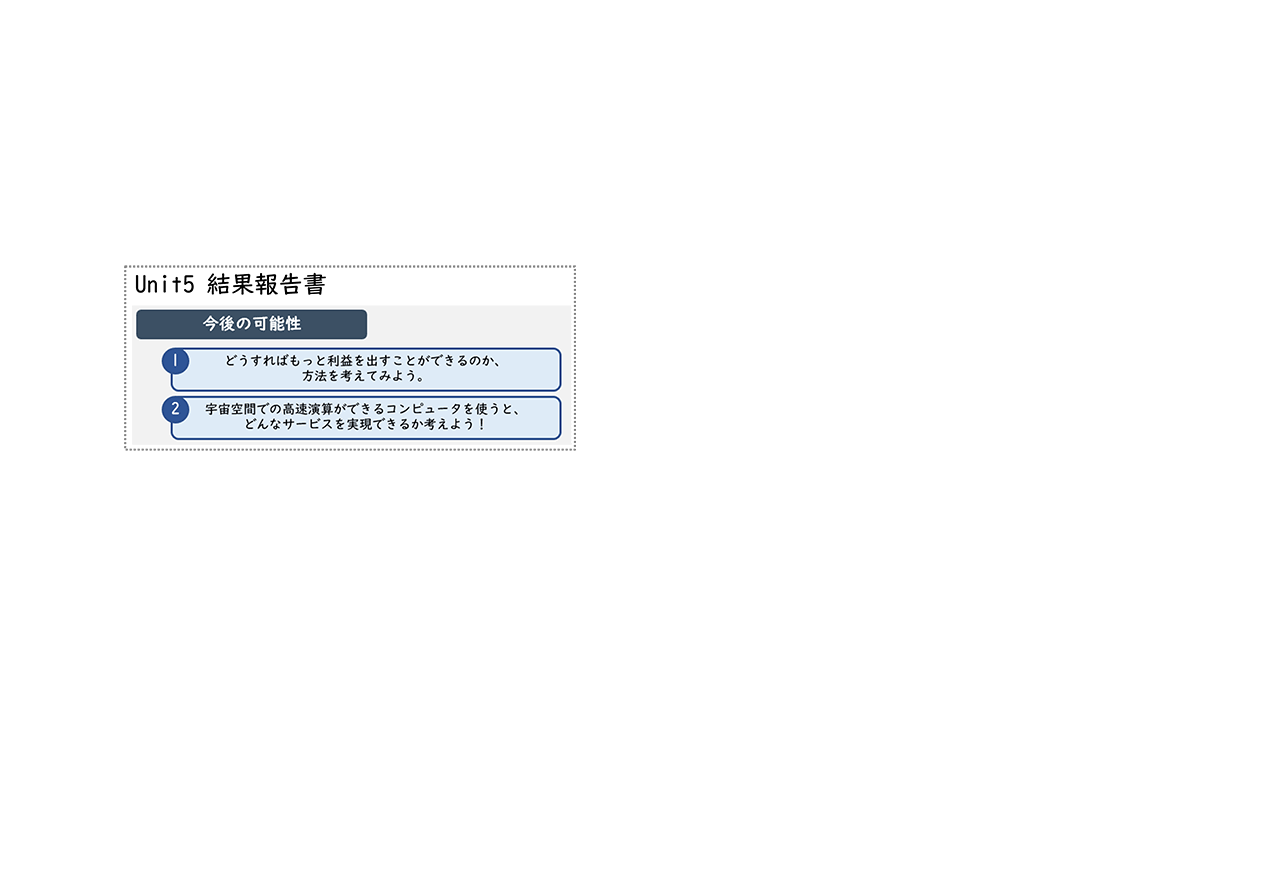 Unit5 結果報告書
今後の可能性
1
どうすればもっと利益を出すことができるのか、
方法を考えてみよう。
2
宇宙空間での高速演算ができるコンピュータを使うと、
どんなサービスを実現できるか考えよう！